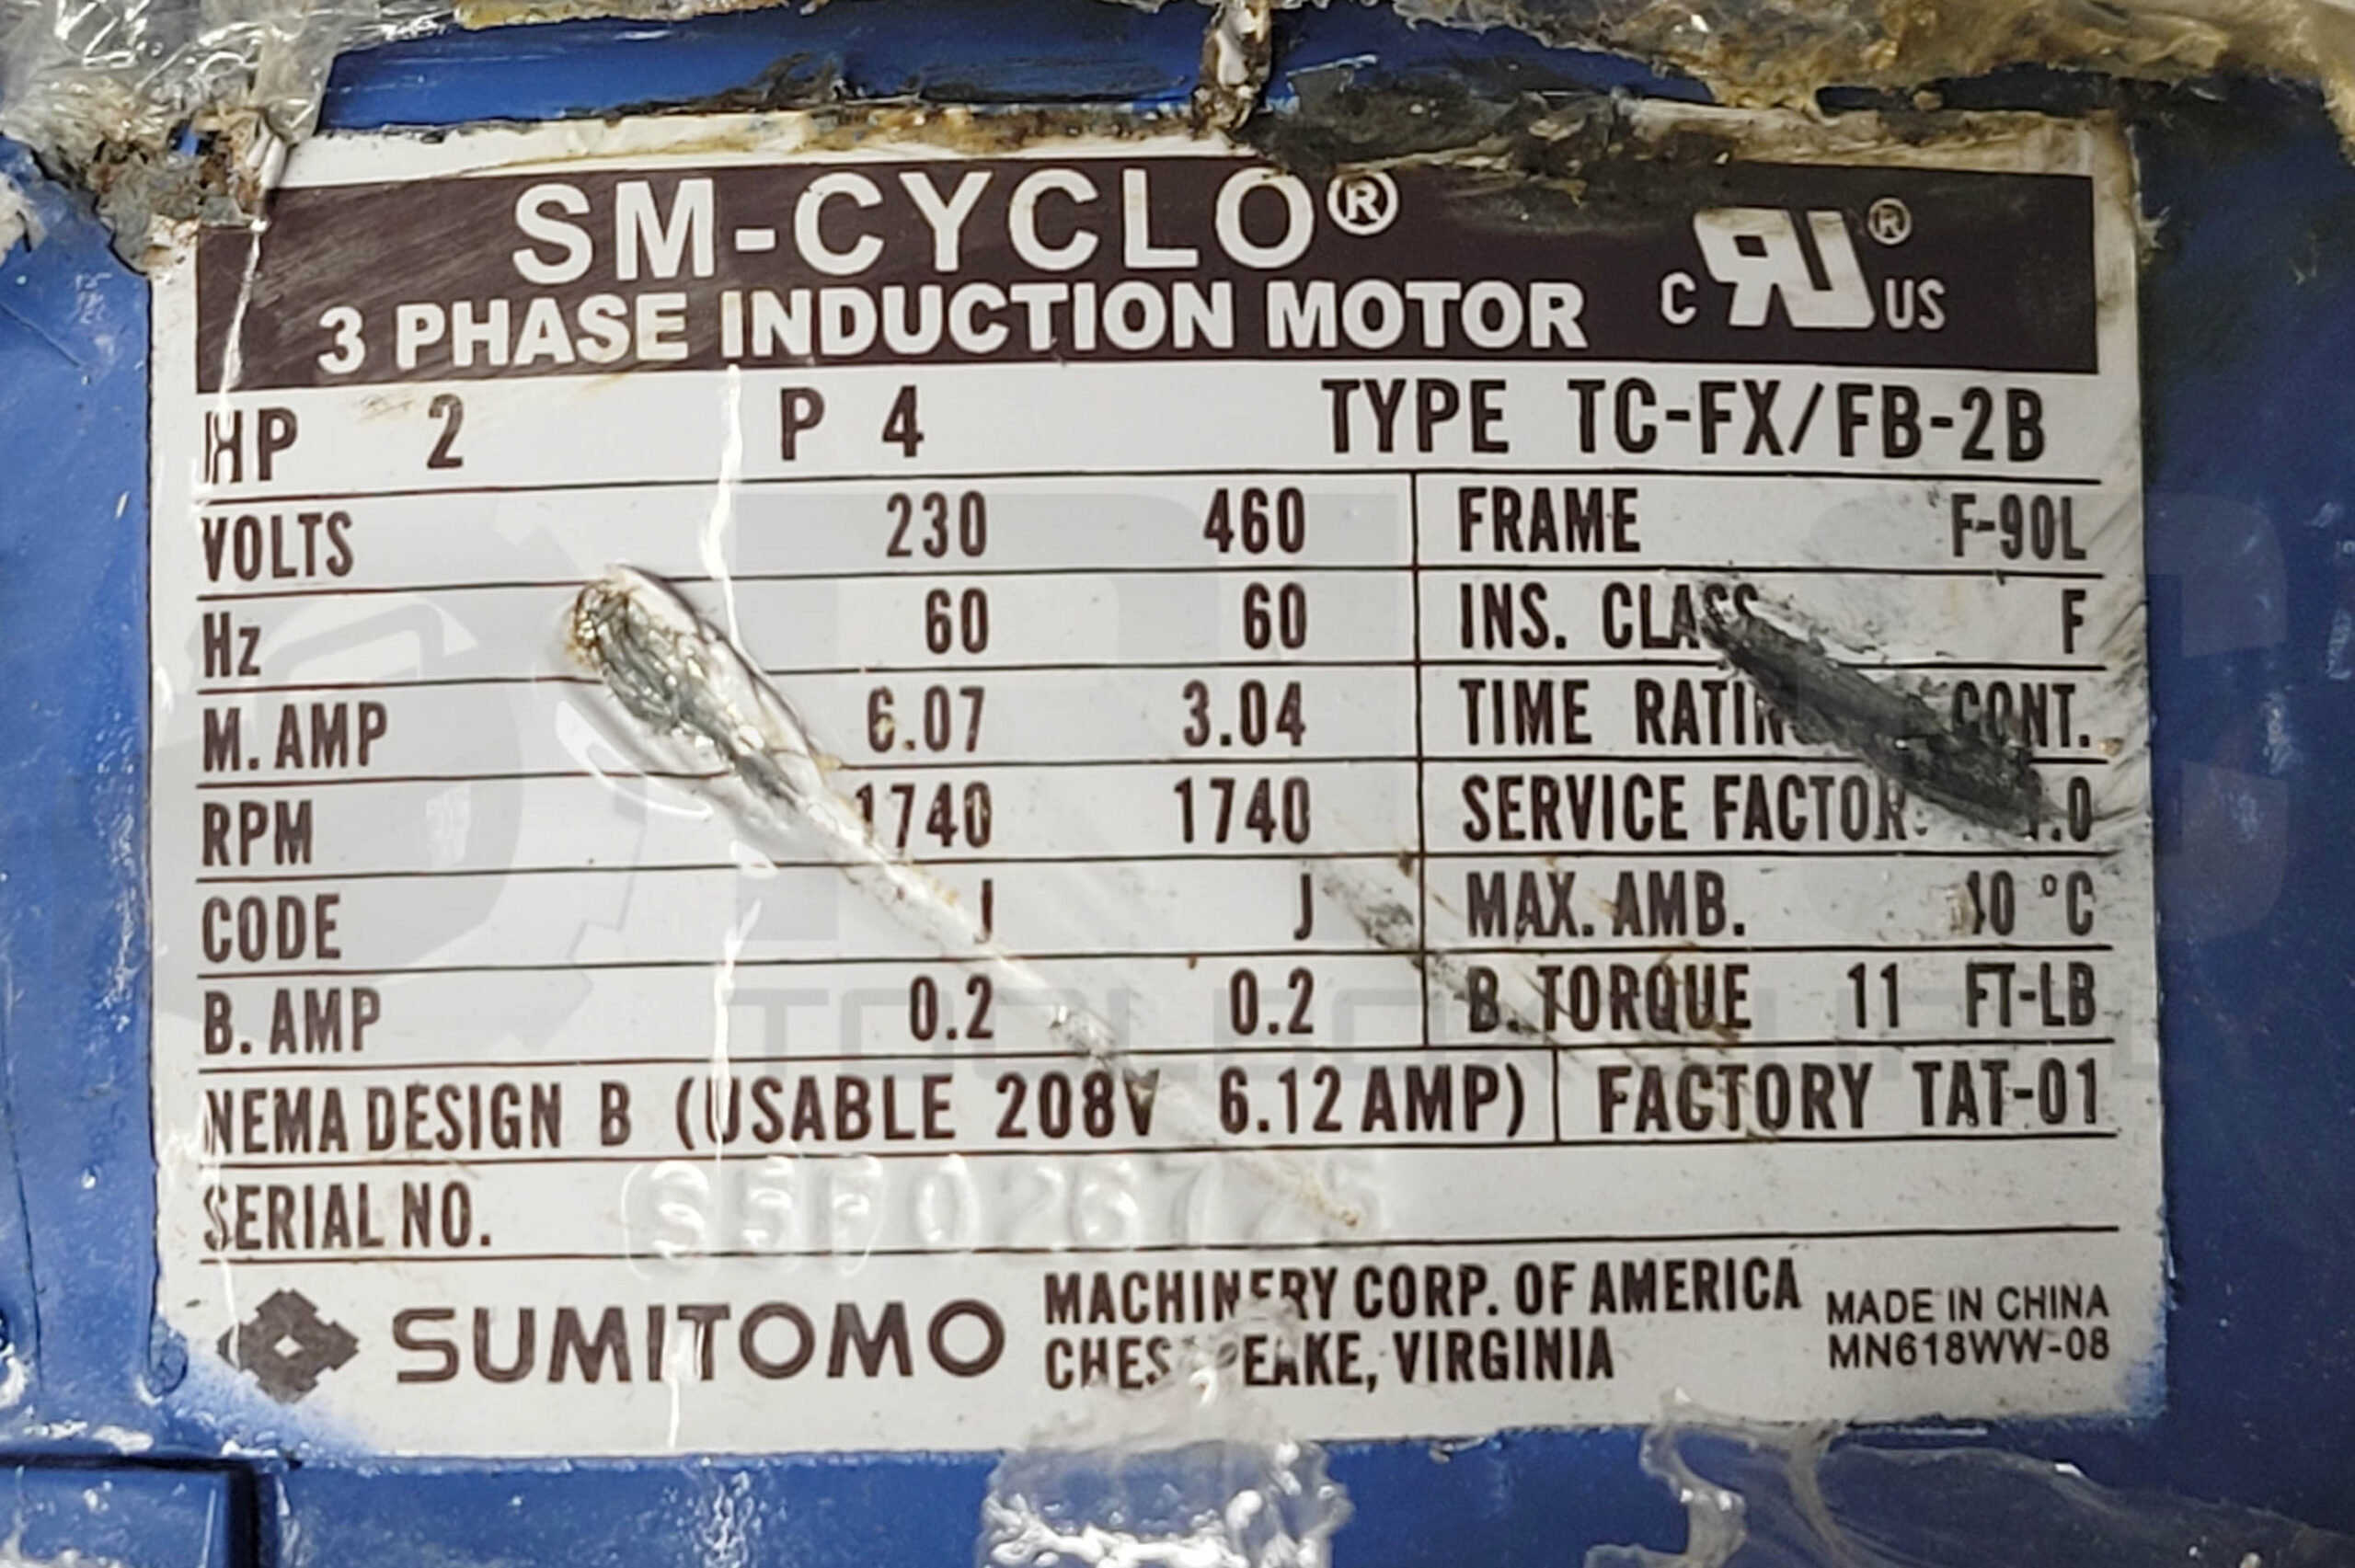 SM-CYCLO®
3 PHASE INDUCTION MOTOR
C RU® US
HP 2 P 4 TYPE TC-FX/FB-2B
VOLTS 230 460 FRAME F-90L
Hz 60 60 INS. CLASS F
M. AMP 6.07 3.04 TIME RATING CONT.
RPM 1740 1740 SERVICE FACTOR
CODE J J MAX. AMB. 40 °C
B. AMP 0.2 0.2 B. TORQUE 11 FT-LB
NEMA DESIGN B (USABLE 208V 6.12 AMP) FACTORY TAT-01
SERIAL NO.
SUMITOMO MACHINERY CORP. OF AMERICA
CHESAPEAKE, VIRGINIA
MADE IN CHINA
MN618WW-08